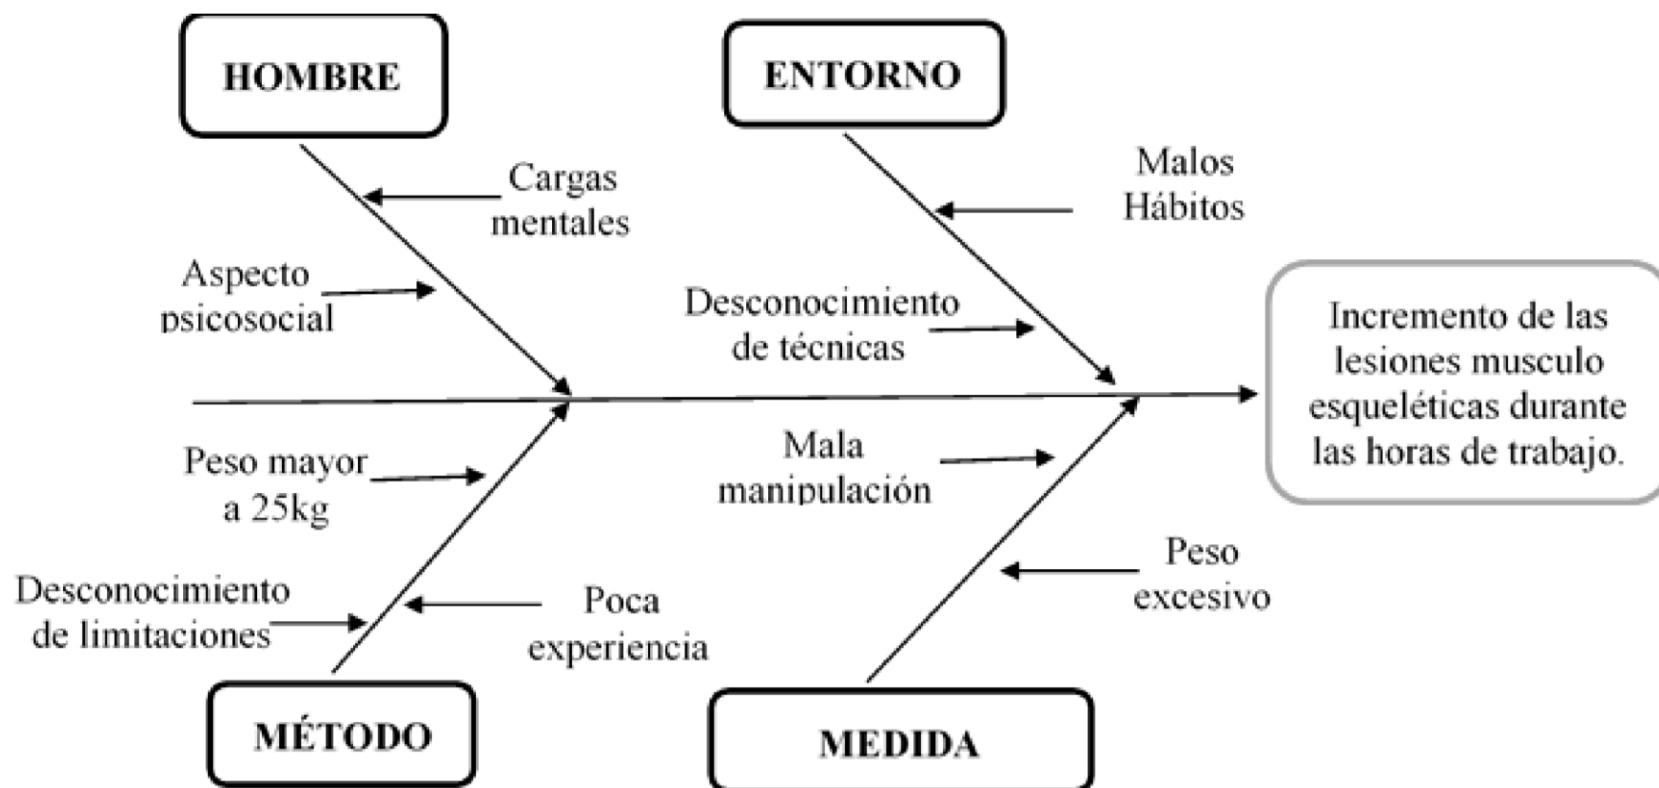 HOMBRE
ENTORNO
Cargas
mentales
Malos
Hábitos
Aspecto
psicosocial
Desconocimiento
de técnicas
Incremento de las
lesiones musculo
esqueléticas durante
las horas de trabajo.
Peso mayor
a 25kg
Mala
manipulación
Desconocimiento
de limitaciones
Poca
experiencia
Peso
excesivo
MÉTODO
MEDIDA